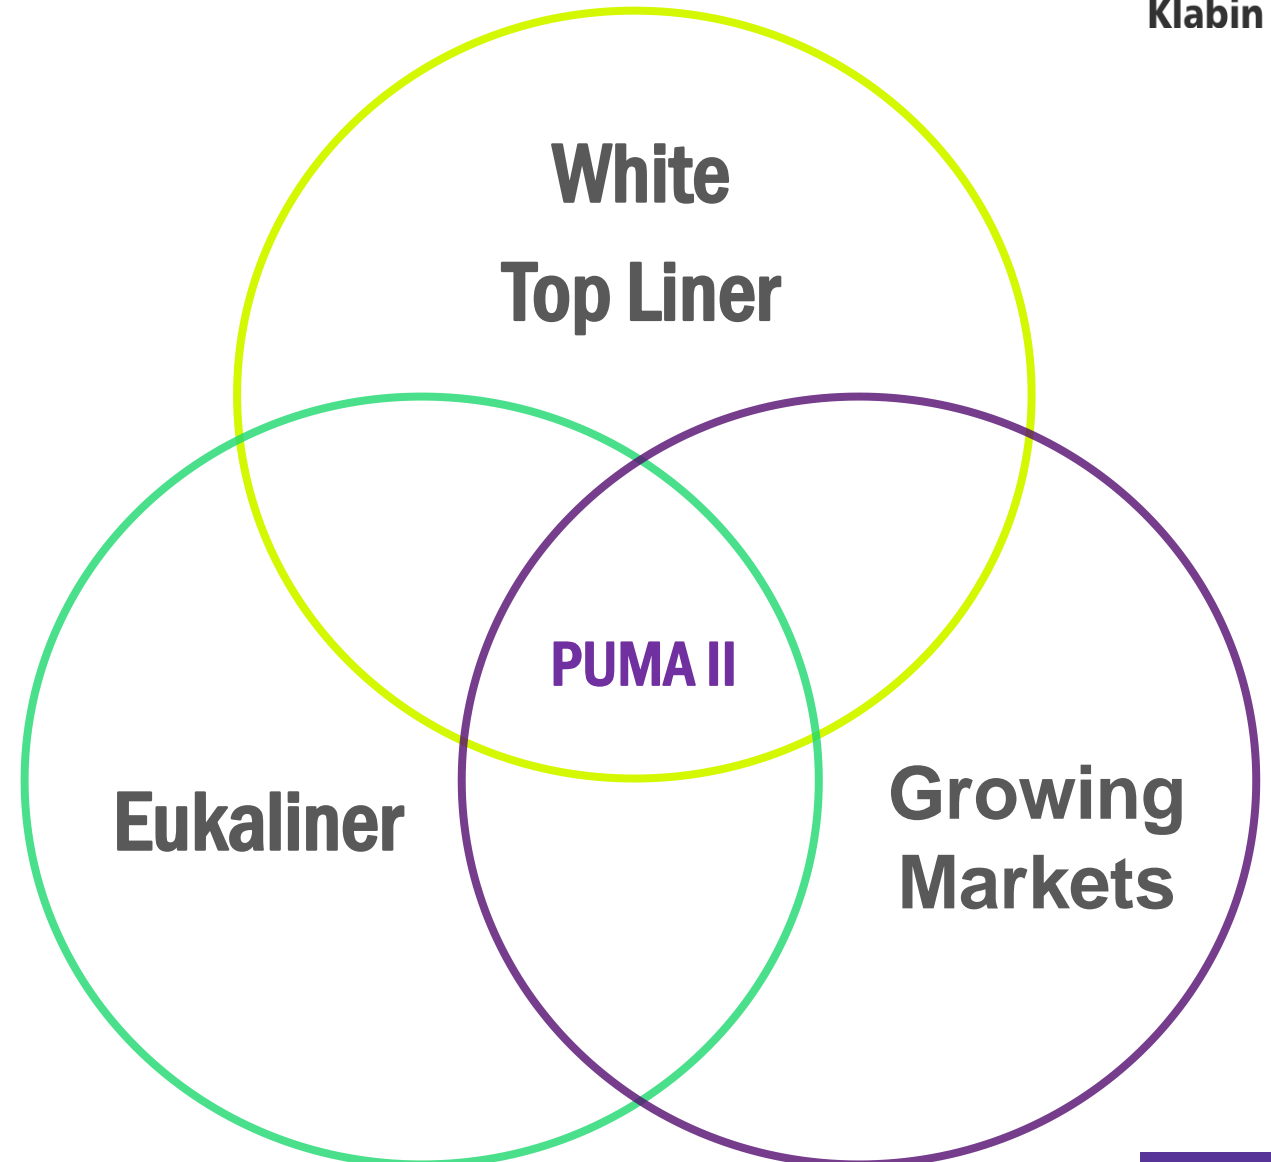 Klabin
White
Top Liner
PUMA II
Eukaliner
Growing
Markets